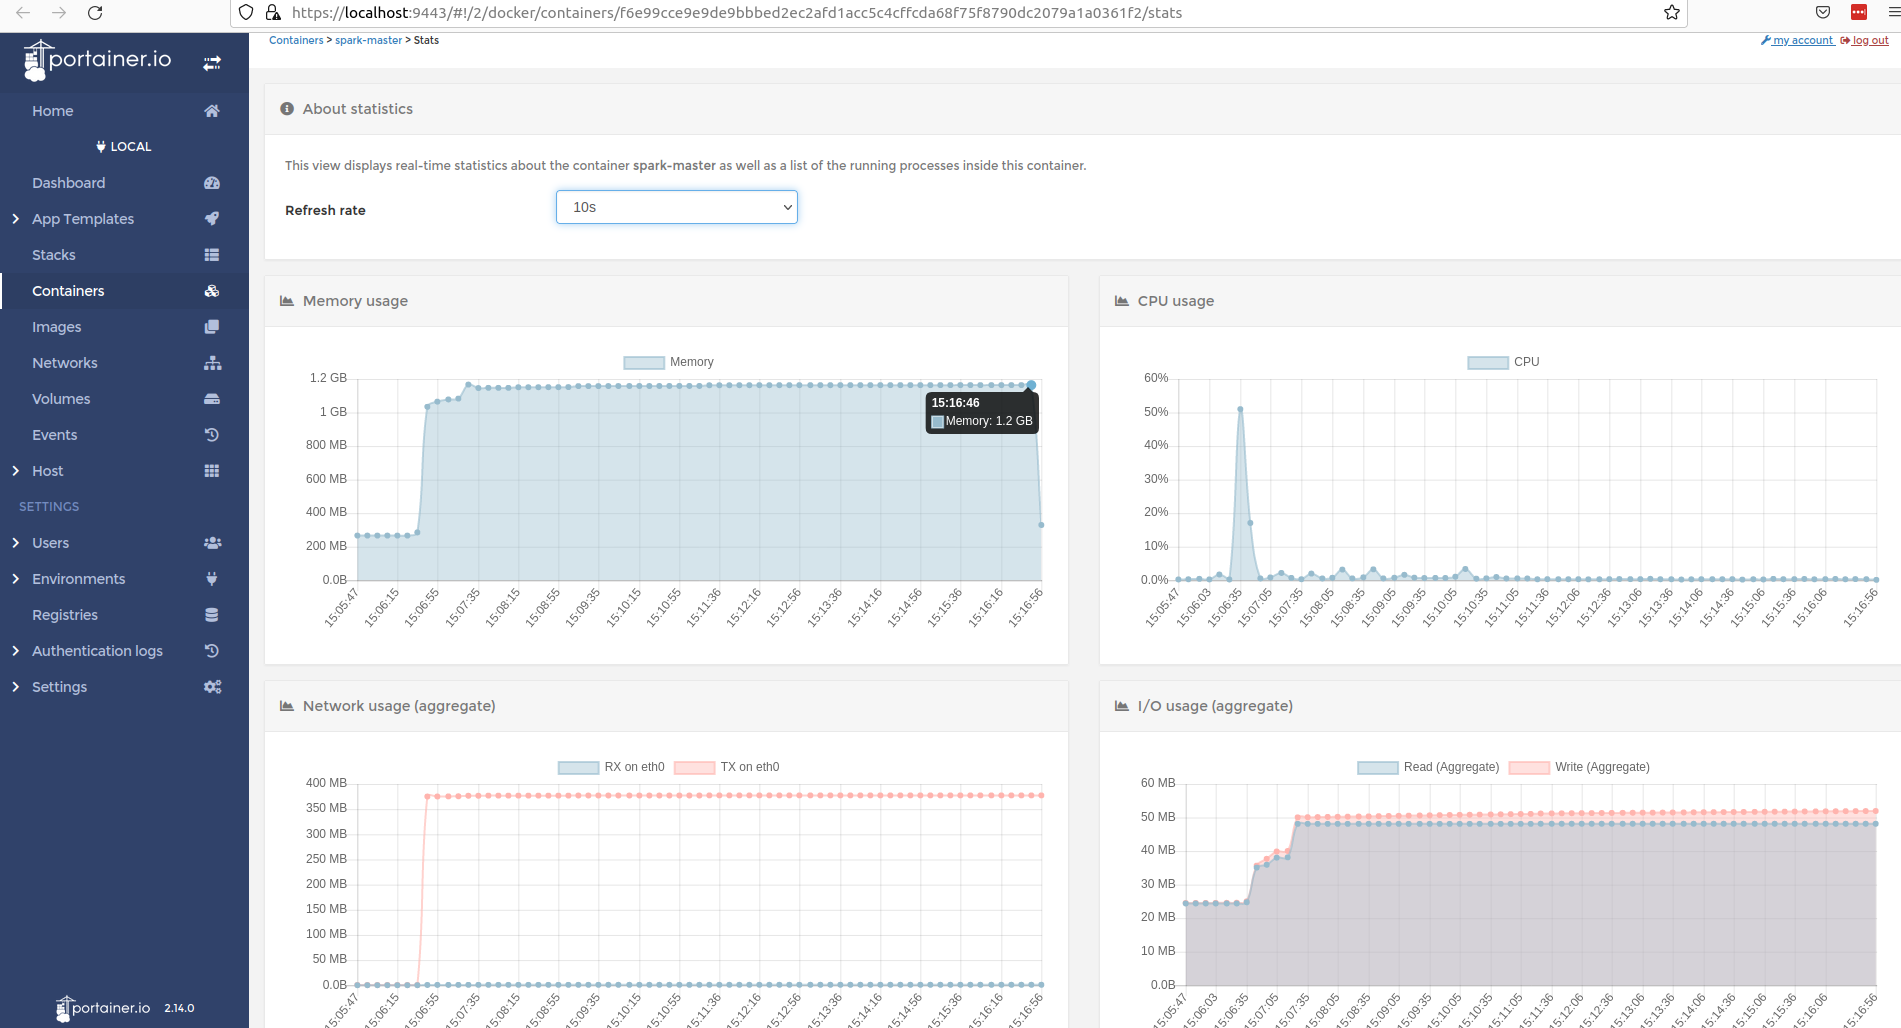 https://localhost:9443/#!/2/docker/containers/f6e99cce9e9de9bbbed2ec2afd1acc5c4cffcda68f75f8790dc2079a1a0361f2/stats
portainer.io
Home
LOCAL
Dashboard
App Templates
Stacks
Containers
Images
Networks
Volumes
Events
Host
SETTINGS
Users
Environments
Registries
Authentication logs
Settings
portainer.io 2.14.0
Containers > spark-master > Stats
my account log out
About statistics
This view displays real-time statistics about the container spark-master as well as a list of the running processes inside this container.
Refresh rate
10s
Memory usage
Memory
1.2 GB
1 GB
800 MB
600 MB
400 MB
200 MB
0.0B
15:16:46
Memory: 1.2 GB
15:05:47 15:06:15 15:06:55 15:07:35 15:08:15 15:08:55 15:09:35 15:10:15 15:10:55 15:11:36 15:12:16 15:12:56 15:13:36 15:14:16 15:14:56 15:15:36 15:16:16 15:16:56
CPU usage
CPU
60%
50%
40%
30%
20%
10%
0.0%
15:05:47 15:06:03 15:06:35 15:07:05 15:07:35 15:08:05 15:08:35 15:09:05 15:09:35 15:10:05 15:10:35 15:11:05 15:11:36 15:12:06 15:12:36 15:13:06 15:13:36 15:14:06 15:14:36 15:15:06 15:15:36 15:16:06 15:16:56
Network usage (aggregate)
RX on eth0 TX on eth0
400 MB
350 MB
300 MB
250 MB
200 MB
150 MB
100 MB
50 MB
0.0B
15:05:47 15:06:15 15:06:55 15:07:35 15:08:15 15:08:55 15:09:35 15:10:15 15:10:55 15:11:36 15:12:16 15:12:56 15:13:36 15:14:16 15:14:56 15:15:36 15:16:16 15:16:56
I/O usage (aggregate)
Read (Aggregate) Write (Aggregate)
60 MB
50 MB
40 MB
30 MB
20 MB
10 MB
0.0B
15:05:47 15:06:03 15:06:35 15:07:05 15:07:35 15:08:05 15:08:35 15:09:05 15:09:35 15:10:05 15:10:35 15:11:05 15:11:36 15:12:06 15:12:36 15:13:06 15:13:36 15:14:06 15:14:36 15:15:06 15:15:36 15:16:06 15:16:56